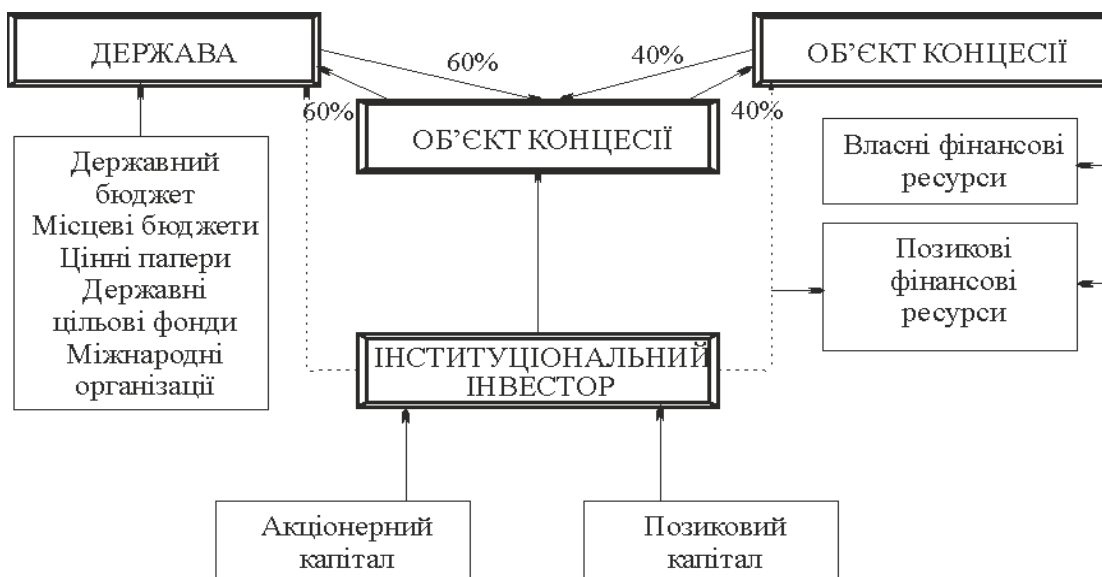 ДЕРЖАВА
60%
40%
ОБ’ЄКТ КОНЦЕСІЇ
60%
ОБ’ЄКТ КОНЦЕСІЇ
40%
Державний
бюджет
Місцеві бюджети
Цінні папери
Державні
цільові фонди
Міжнародні
організації
Власні фінансові
ресурси
Позикові
фінансові
ресурси
ІНСТИТУЦІОНАЛЬНИЙ
ІНВЕСТОР
Акціонерний
капітал
Позиковий
капітал